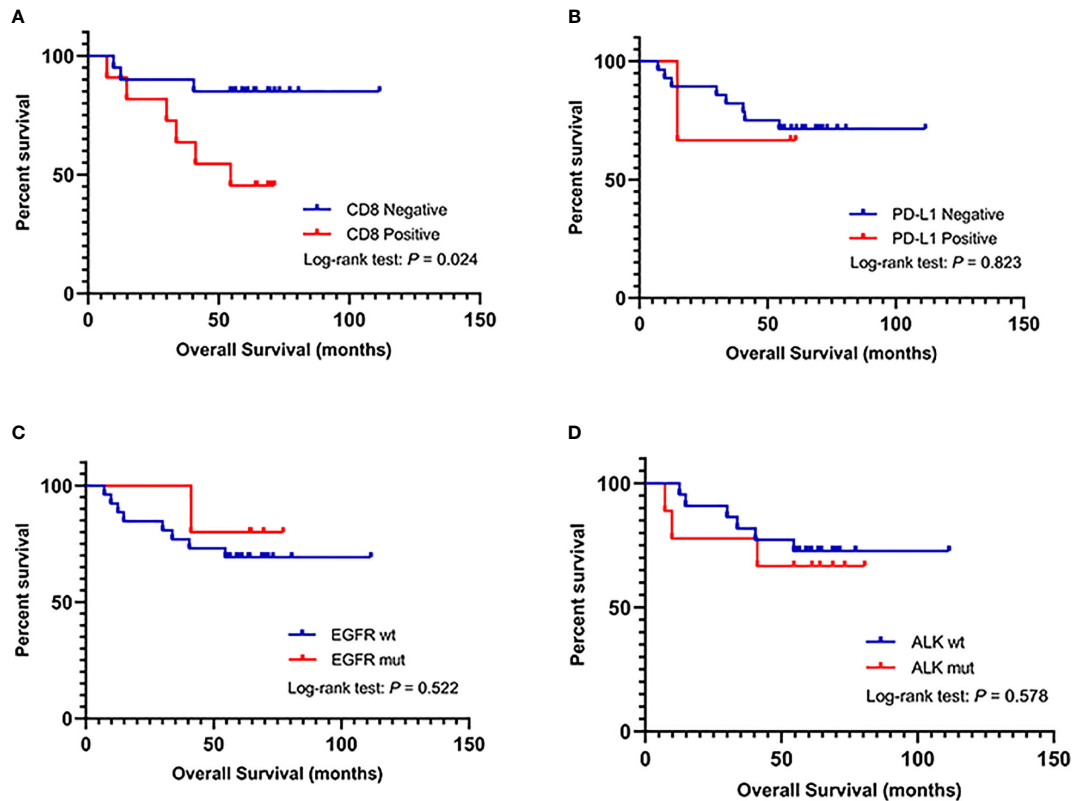 A
100
50
0
Percent survival
CD8 Negative
CD8 Positive
Log-rank test: P = 0.024
0 50 100 150
Overall Survival (months)
B
100
50
0
Percent survival
PD-L1 Negative
PD-L1 Positive
Log-rank test: P = 0.823
0 50 100 150
Overall Survival (months)
C
100
50
0
Percent survival
EGFR wt
EGFR mut
Log-rank test: P = 0.522
0 50 100 150
Overall Survival (months)
D
100
50
0
Percent survival
ALK wt
ALK mut
Log-rank test: P = 0.578
0 50 100 150
Overall Survival (months)